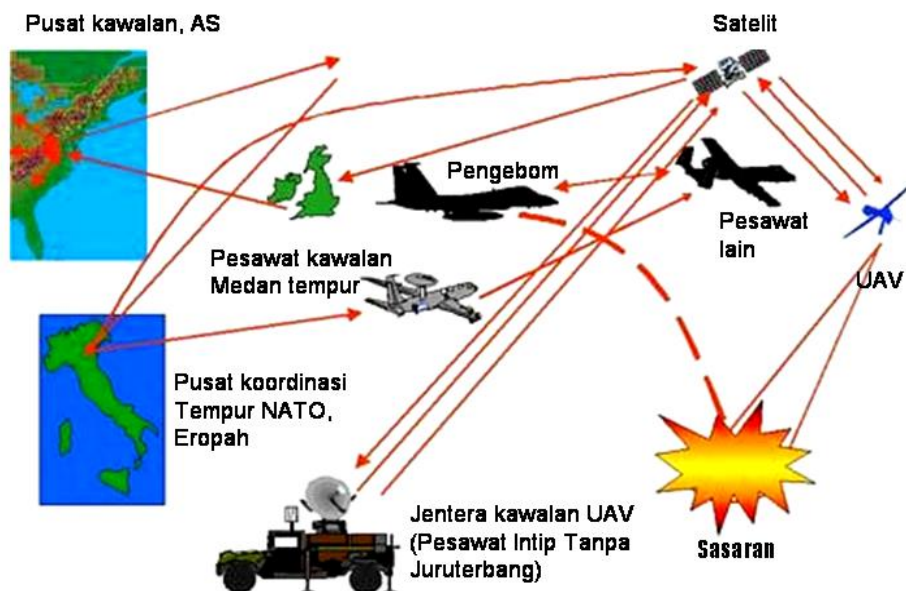 Pusat kawalan, AS
Satelit
Pengebom
Pesawat
lain
UAV
Pesawat kawalan
Medan tempur
Pusat koordinasi
Tempur NATO,
Eropah
Jentera kawalan UAV
(Pesawat Intip Tanpa
Juruterbang)
Sasaran